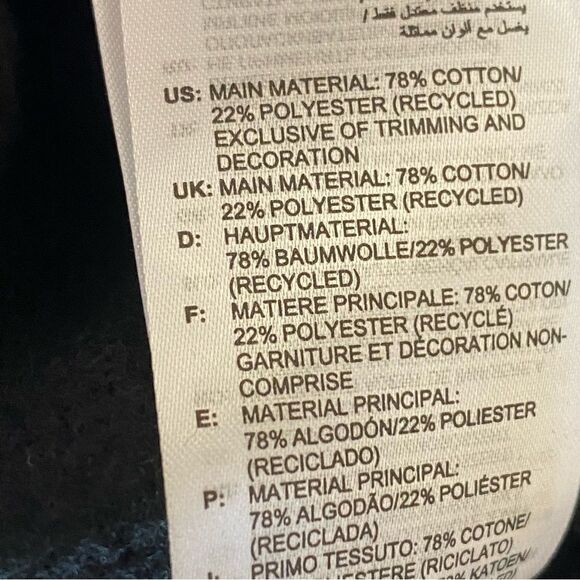 يستخدم منظف معتدل فقط /
يغسل مع ألوان مماثلة
US: MAIN MATERIAL: 78% COTTON/
22% POLYESTER (RECYCLED)
EXCLUSIVE OF TRIMMING AND
DECORATION
UK: MAIN MATERIAL: 78% COTTON/
22% POLYESTER (RECYCLED)
D: HAUPTMATERIAL:
78% BAUMWOLLE/22% POLYESTER
(RECYCLED)
F: MATIERE PRINCIPALE: 78% COTON/
22% POLYESTER (RECYCLÉ)
GARNITURE ET DÉCORATION NON-
COMPRISE
E: MATERIAL PRINCIPAL:
78% ALGODÓN/22% POLIESTER
(RECICLADO)
P: MATERIAL PRINCIPAL:
78% ALGODÃO/22% POLIÉSTER
(RECICLADA)
I: PRIMO TESSUTO: 78% COTONE/
(RICICLATO)
KATOEN/